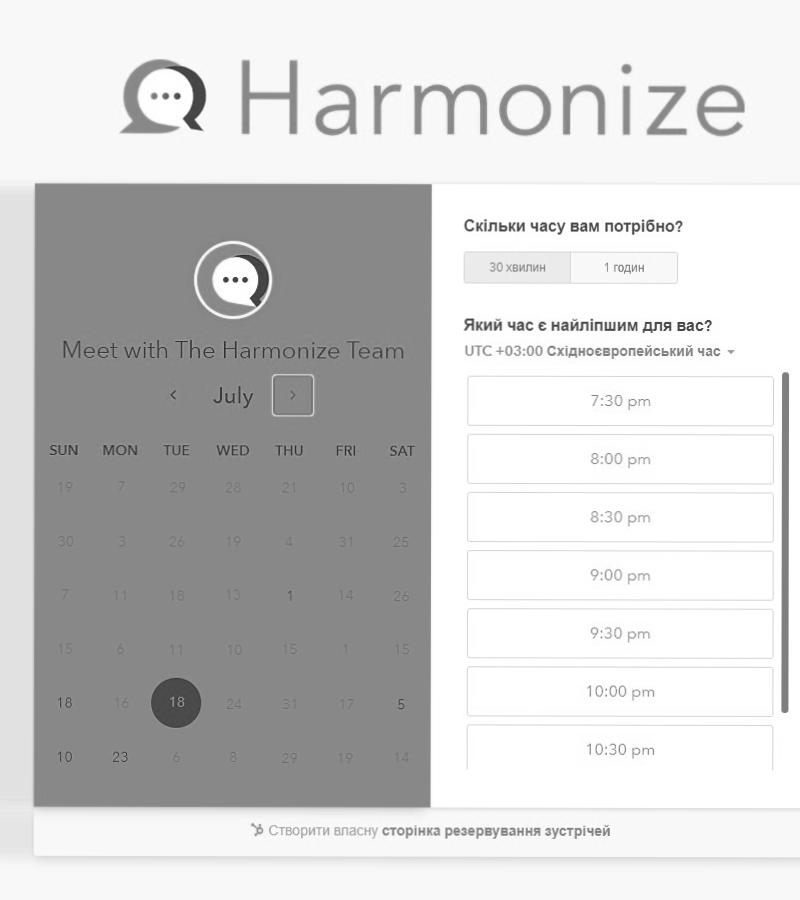 Harmonize
Meet with The Harmonize Team
July
SUN MON TUE WED THU FRI SAT
19 7 29 28 21 10 3
30 3 26 19 4 31 25
7 11 18 13 1 14 26
15 6 11 10 15 1 15
18 16 18 24 31 17 5
10 23 6 8 29 19 14
Скільки часу вам потрібно?
30 хвилин 1 годин
Який час є найліпшим для вас?
UTC +03:00 Східноєвропейський час
7:30 pm
8:00 pm
8:30 pm
9:00 pm
9:30 pm
10:00 pm
10:30 pm
Створити власну сторінка резервування зустрічей